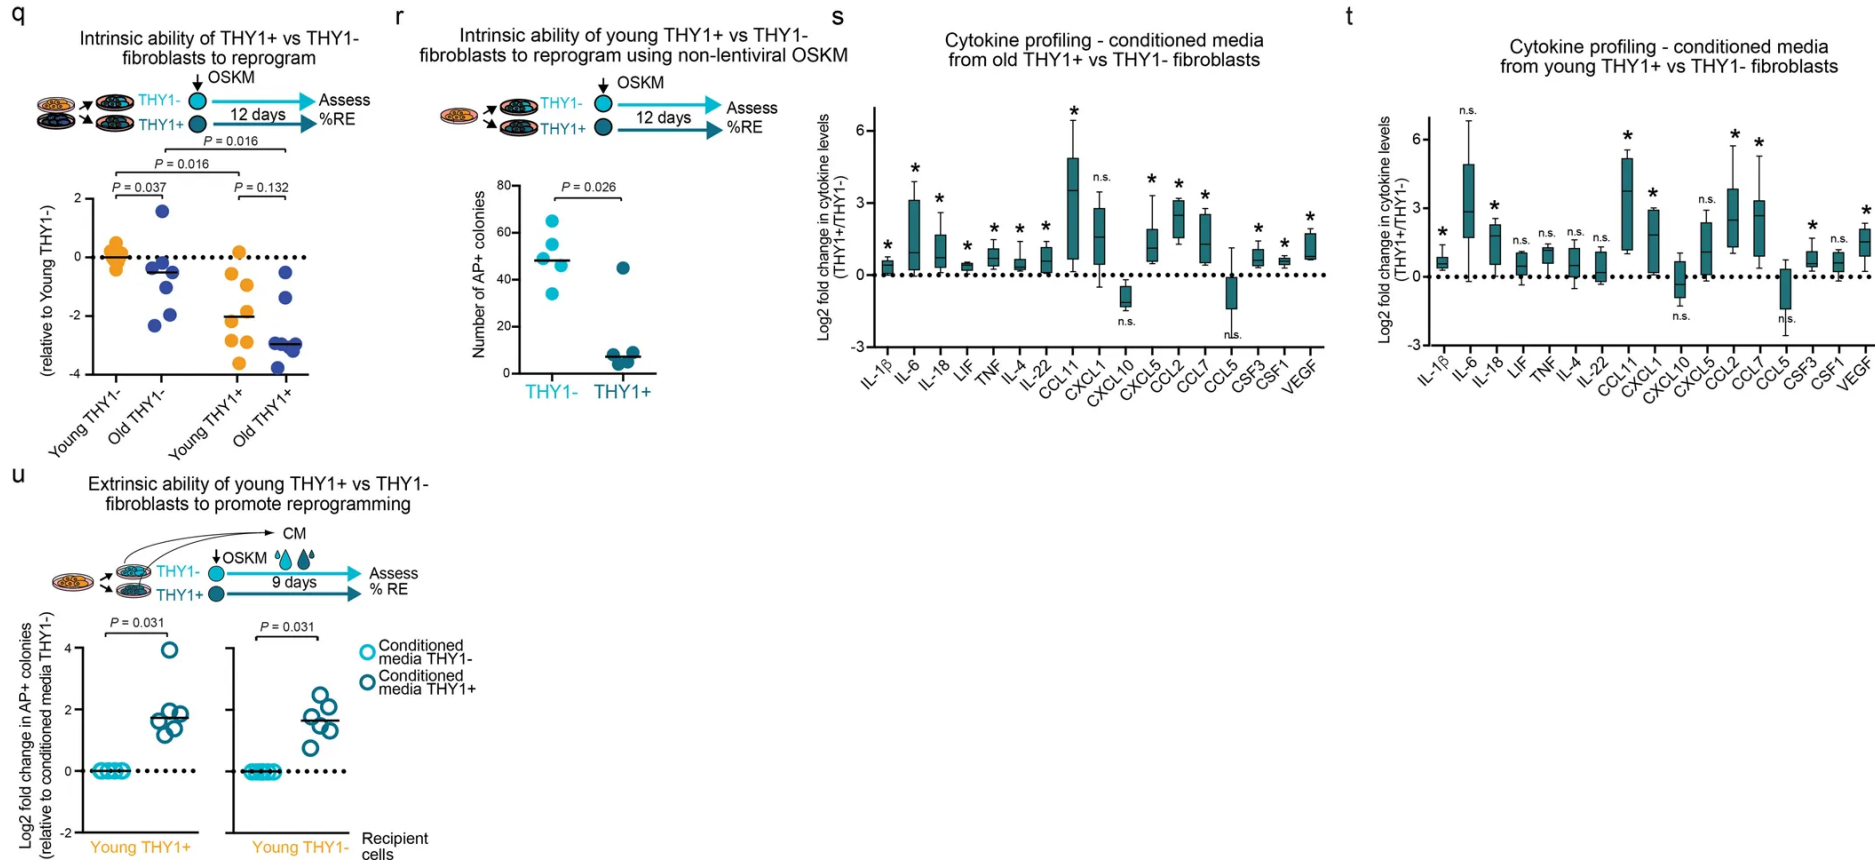 q
Intrinsic ability of THY1+ vs THY1-
fibroblasts to reprogram
OSKM
THY1-
THY1+
12 days
Assess
%RE
P = 0.016
P = 0.016
P = 0.037
P = 0.132
(relative to Young THY1-)
2
0
-2
-4
Young THY1-
Old THY1-
Young THY1+
Old THY1+
r
Intrinsic ability of young THY1+ vs THY1-
fibroblasts to reprogram using non-lentiviral OSKM
OSKM
THY1-
THY1+
12 days
Assess
%RE
P = 0.026
Number of AP+ colonies
80
60
40
20
0
THY1-
THY1+
s
Cytokine profiling - conditioned media
from old THY1+ vs THY1- fibroblasts
Log2 fold change in cytokine levels
(THY1+/THY1-)
6
3
0
-3
* * * * * * * * n.s. n.s. * * * n.s. * * *
IL-1β
IL-6
IL-18
LIF
TNF
IL-4
IL-22
CCL11
CXCL1
CXCL10
CXCL5
CCL2
CCL7
CCL5
CSF3
CSF1
VEGF
t
Cytokine profiling - conditioned media
from young THY1+ vs THY1- fibroblasts
Log2 fold change in cytokine levels
(THY1+/THY1-)
6
3
0
-3
* n.s. * n.s. n.s. n.s. n.s. * * n.s. n.s. * * n.s. * n.s. *
IL-1β
IL-6
IL-18
LIF
TNF
IL-4
IL-22
CCL11
CXCL1
CXCL10
CXCL5
CCL2
CCL7
CCL5
CSF3
CSF1
VEGF
u
Extrinsic ability of young THY1+ vs THY1-
fibroblasts to promote reprogramming
CM
OSKM
THY1-
THY1+
9 days
Assess
% RE
P = 0.031
P = 0.031
Log2 fold change in AP+ colonies
(relative to conditioned media THY1-)
4
2
0
-2
Conditioned
media THY1-
Conditioned
media THY1+
Young THY1+
Young THY1-
Recipient
cells